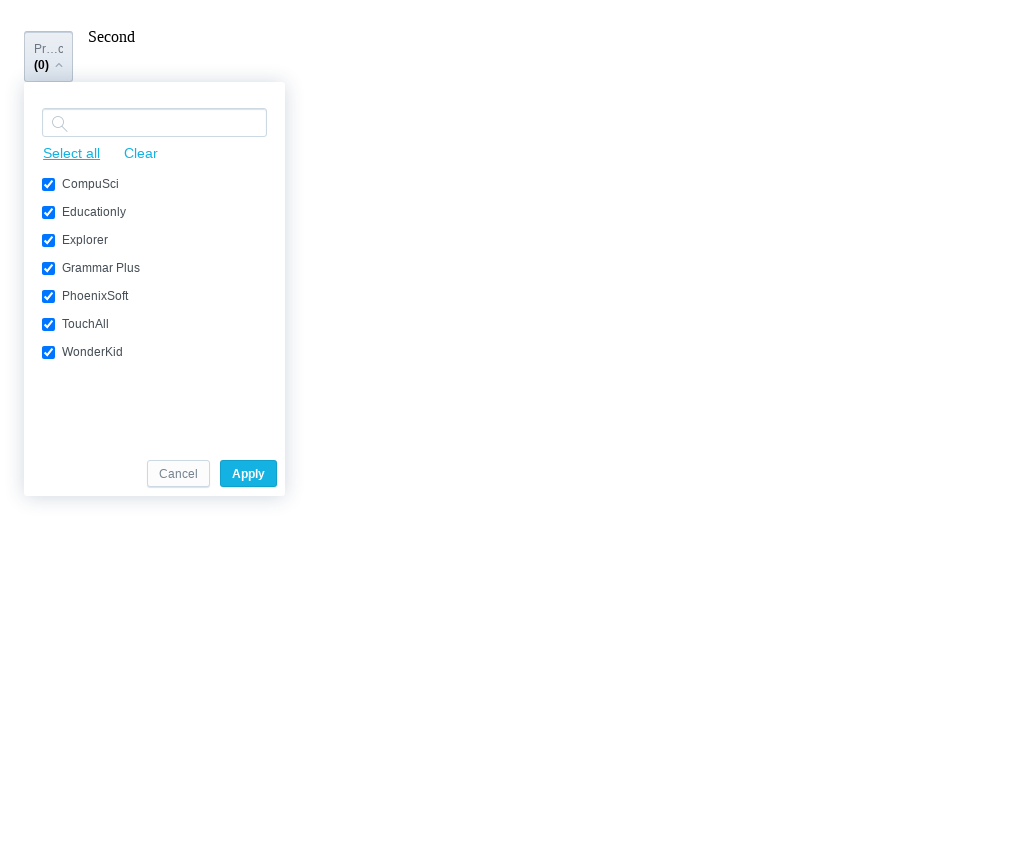 Pr...c
(0)
Second
Select all Clear
CompuSci
Educationly
Explorer
Grammar Plus
PhoenixSoft
TouchAll
WonderKid
Cancel Apply